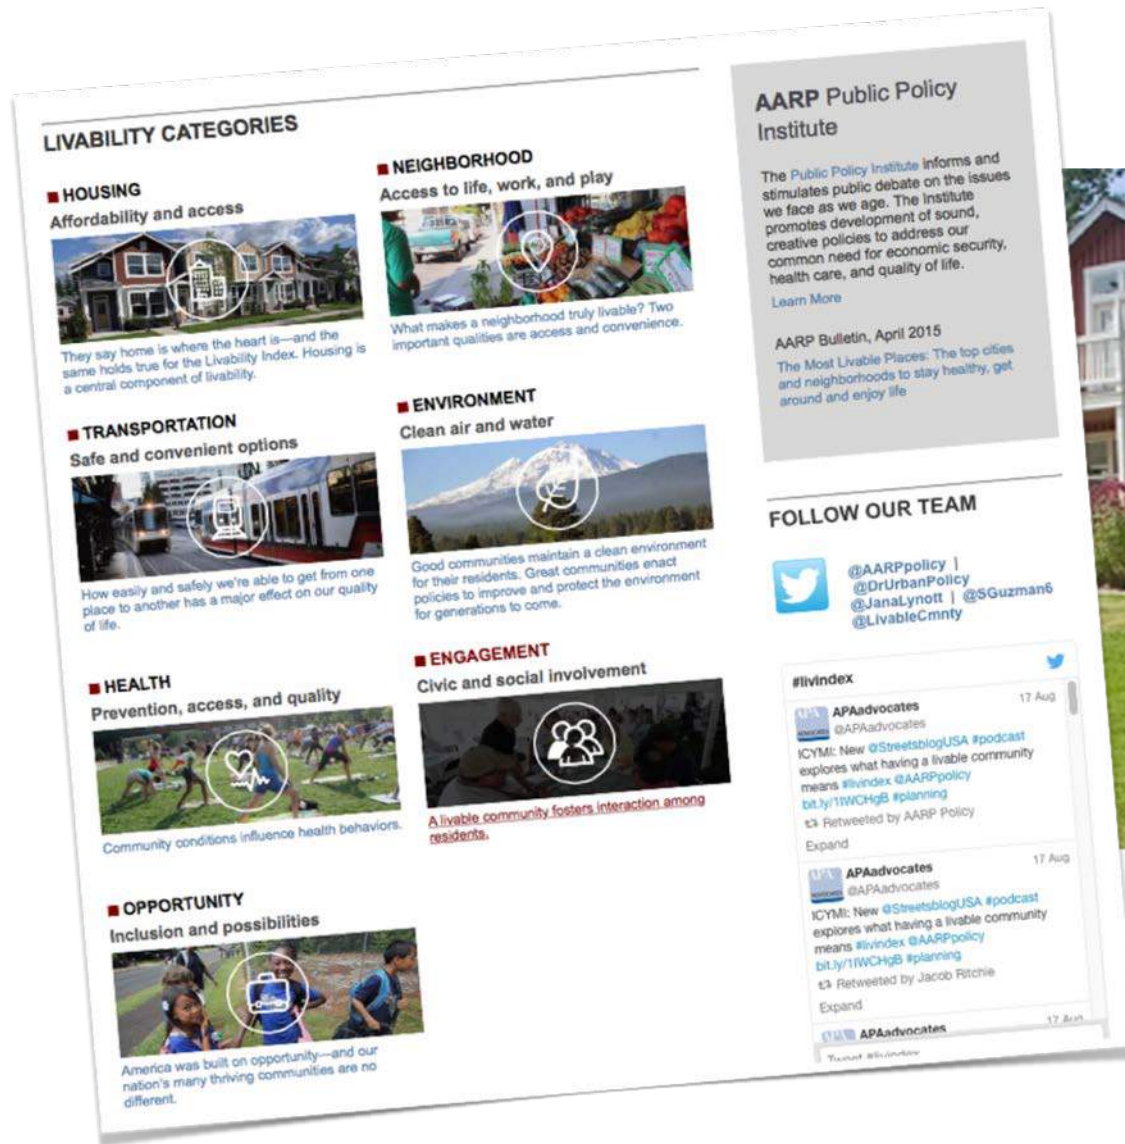 LIVABILITY CATEGORIES
HOUSING
Affordability and access
They say home is where the heart is—and the
same holds true for the Livability Index. Housing is
a central component of livability.
NEIGHBORHOOD
Access to life, work, and play
What makes a neighborhood truly livable? Two
important qualities are access and convenience.
TRANSPORTATION
Safe and convenient options
How easily and safely we're able to get from one
place to another has a major effect on our quality
of life.
ENVIRONMENT
Clean air and water
Good communities maintain a clean environment
for their residents. Great communities enact
policies to improve and protect the environment
for generations to come.
HEALTH
Prevention, access, and quality
Community conditions influence health behaviors.
ENGAGEMENT
Civic and social involvement
A livable community fosters interaction among
residents.
OPPORTUNITY
Inclusion and possibilities
America was built on opportunity—and our
nation's many thriving communities are no
different.
AARP Public Policy
Institute
The Public Policy Institute informs and
stimulates public debate on the issues
we face as we age. The Institute
promotes development of sound,
creative policies to address our
common need for economic security,
health care, and quality of life.
Learn More
AARP Bulletin, April 2015
The Most Livable Places: The top cities
and neighborhoods to stay healthy, get
around and enjoy life
FOLLOW OUR TEAM
@AARPpolicy |
@DrUrbanPolicy
@JanaLynott | @SGuzman6
@LivableCmnty
#livindex
APA
ADVOCATES
APAadvocates 17 Aug
@APAadvocates
ICYMI: New @StreetsblogUSA #podcast
explores what having a livable community
means #livindex @AARPpolicy
bit.ly/1IWCHgB #planning
Retweeted by AARP Policy
Expand
APA
ADVOCATES
APAadvocates 17 Aug
@APAadvocates
ICYMI: New @StreetsblogUSA #podcast
explores what having a livable community
means #livindex @AARPpolicy
bit.ly/1IWCHgB #planning
Retweeted by Jacob Ritchie
Expand
APAadvocates 17 Aug
Tweet #livindex